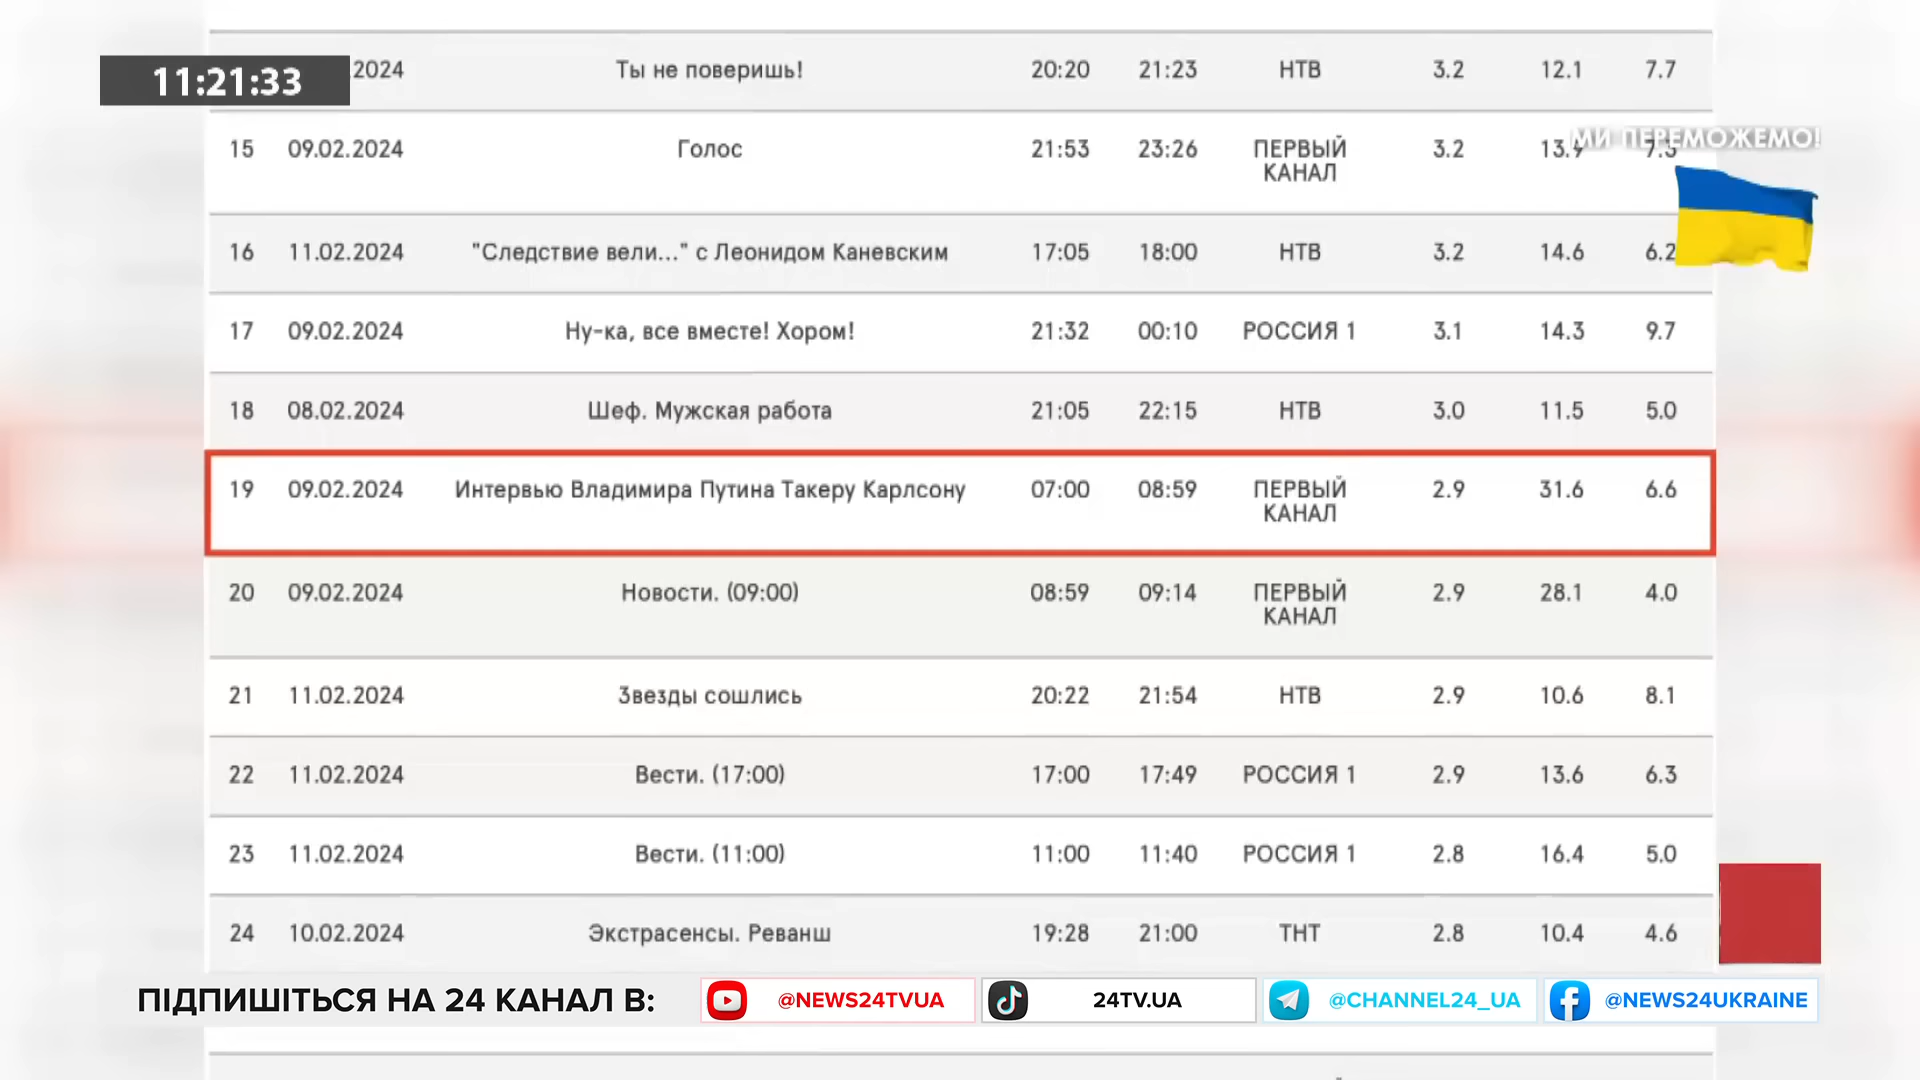 11:21:33
.2024 Ты не поверишь! 20:20 21:23 НТВ 3.2 12.1 7.7
МИ ПЕРЕМОЖЕМО!
15 09.02.2024 Голос 21:53 23:26 ПЕРВЫЙ КАНАЛ 3.2
16 11.02.2024 "Следствие вели..." с Леонидом Каневским 17:05 18:00 НТВ 3.2 14.6 6.2
17 09.02.2024 Ну-ка, все вместе! Хором! 21:32 00:10 РОССИЯ 1 3.1 14.3 9.7
18 08.02.2024 Шеф. Мужская работа 21:05 22:15 НТВ 3.0 11.5 5.0
19 09.02.2024 Интервью Владимира Путина Такеру Карлсону 07:00 08:59 ПЕРВЫЙ КАНАЛ 2.9 31.6 6.6
20 09.02.2024 Новости. (09:00) 08:59 09:14 ПЕРВЫЙ КАНАЛ 2.9 28.1 4.0
21 11.02.2024 Звезды сошлись 20:22 21:54 НТВ 2.9 10.6 8.1
22 11.02.2024 Вести. (17:00) 17:00 17:49 РОССИЯ 1 2.9 13.6 6.3
23 11.02.2024 Вести. (11:00) 11:00 11:40 РОССИЯ 1 2.8 16.4 5.0
24 10.02.2024 Экстрасенсы. Реванш 19:28 21:00 ТНТ 2.8 10.4 4.6
ПІДПИШІТЬСЯ НА 24 КАНАЛ В: @NEWS24TVUA 24TV.UA @CHANNEL24_UA @NEWS24UKRAINE